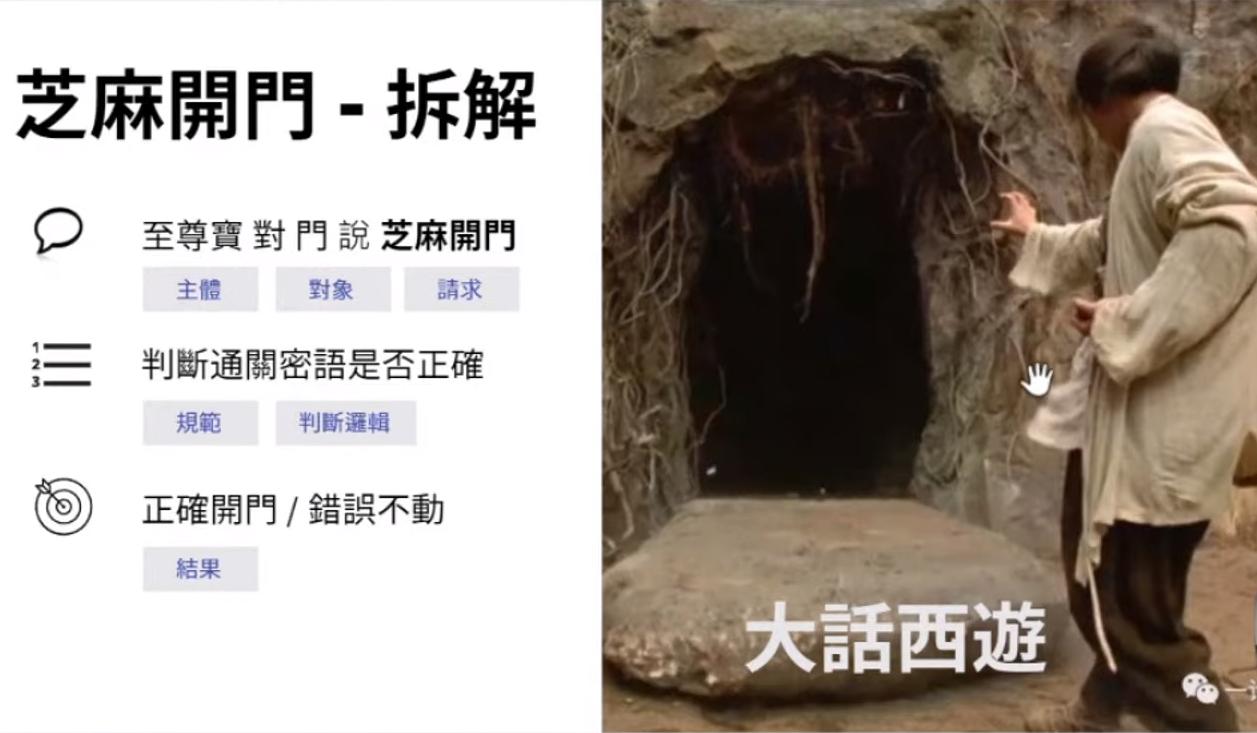 芝麻開門 - 拆解
至尊寶 對 門 說 芝麻開門
主體 對象 請求
1
2
3
判斷通關密語是否正確
規範 判斷邏輯
正確開門 / 錯誤不動
結果
大話西遊
一